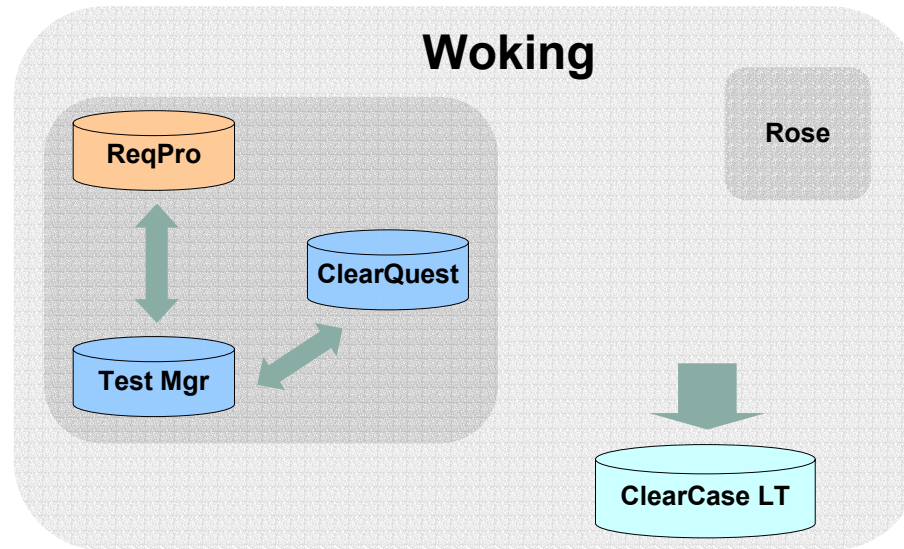 Woking
ReqPro
Rose
ClearQuest
Test Mgr
ClearCase LT